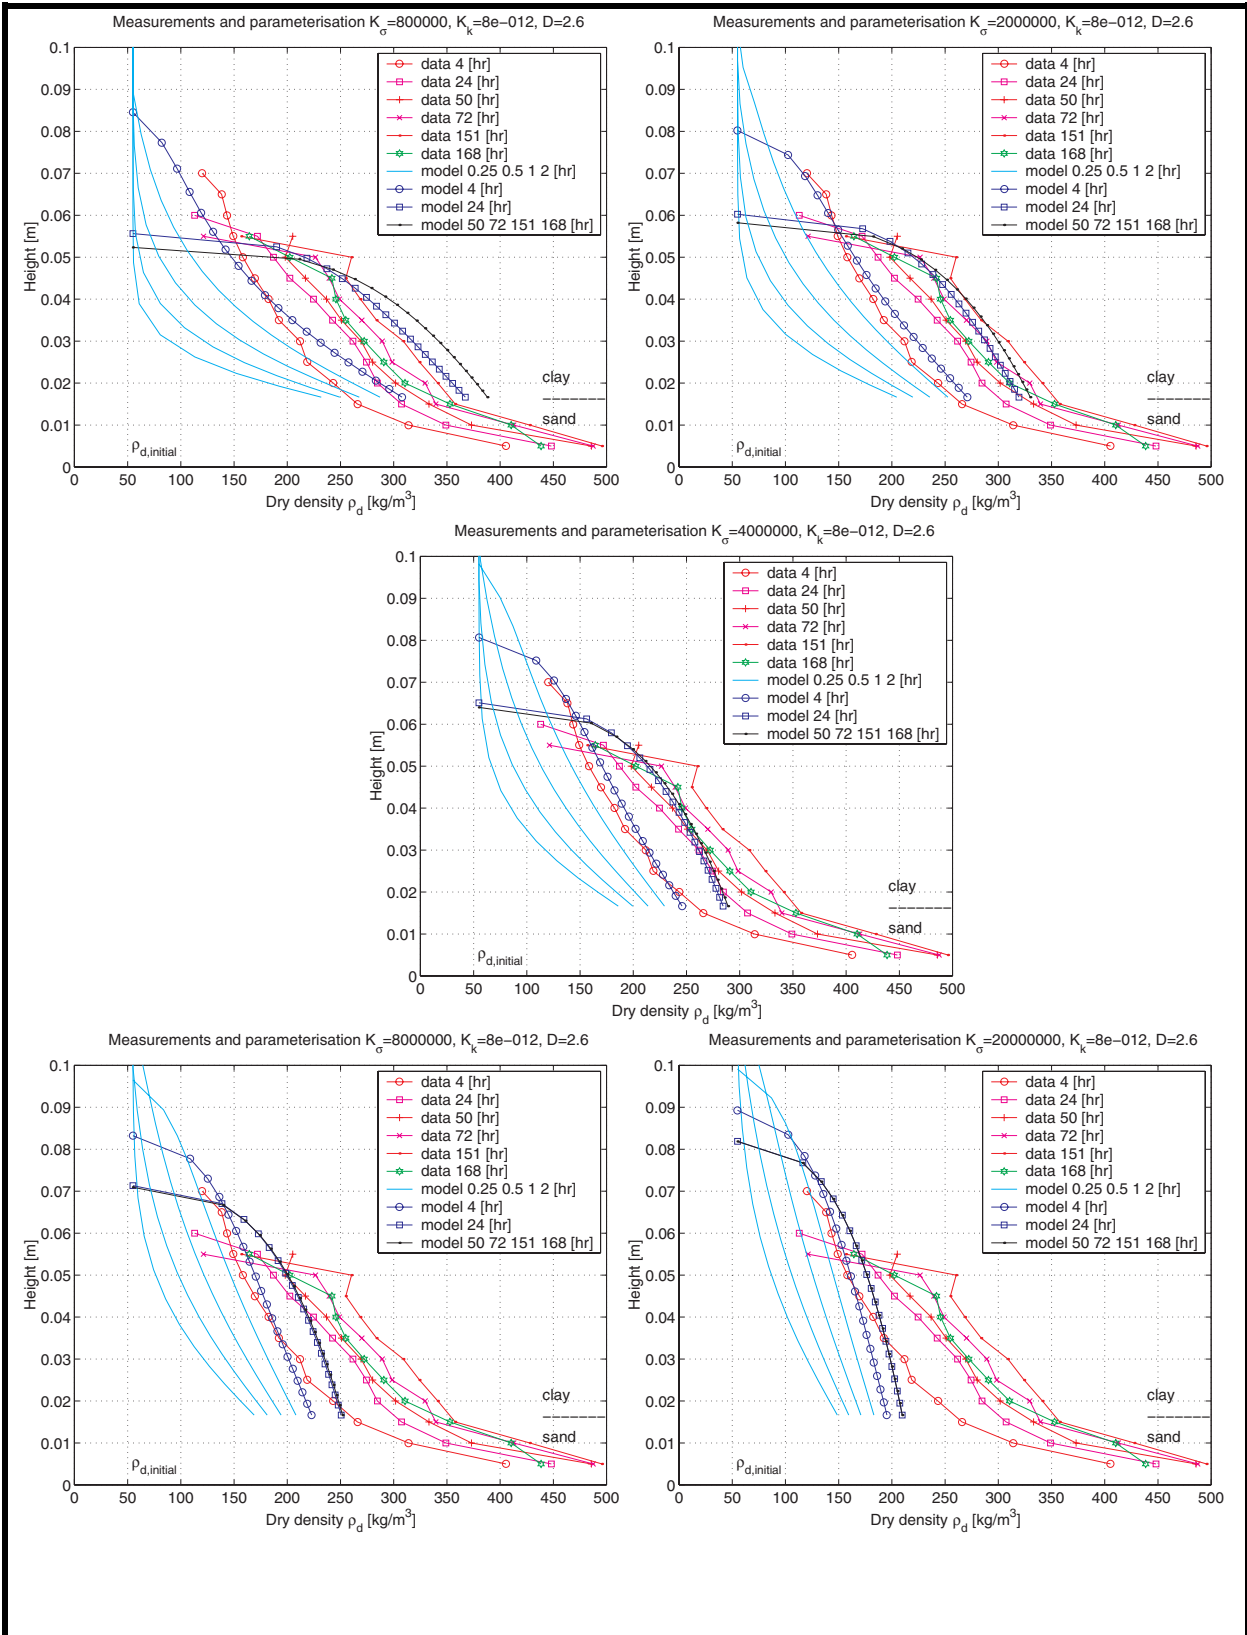 Measurements and parameterisation Kσ=800000, Kk=8e−012, D=2.6
0.1
0.09
0.08
0.07
0.06
0.05
0.04
0.03
0.02
0.01
0
Height [m]
data 4 [hr]
data 24 [hr]
data 50 [hr]
data 72 [hr]
data 151 [hr]
data 168 [hr]
model 0.25 0.5 1 2 [hr]
model 4 [hr]
model 24 [hr]
model 50 72 151 168 [hr]
clay
sand
ρd,initial
0 50 100 150 200 250 300 350 400 450 500
Dry density ρd [kg/m³]
Measurements and parameterisation Kσ=2000000, Kk=8e−012, D=2.6
0.1
0.09
0.08
0.07
0.06
0.05
0.04
0.03
0.02
0.01
0
Height [m]
data 4 [hr]
data 24 [hr]
data 50 [hr]
data 72 [hr]
data 151 [hr]
data 168 [hr]
model 0.25 0.5 1 2 [hr]
model 4 [hr]
model 24 [hr]
model 50 72 151 168 [hr]
clay
sand
ρd,initial
0 50 100 150 200 250 300 350 400 450 500
Dry density ρd [kg/m³]
Measurements and parameterisation Kσ=4000000, Kk=8e−012, D=2.6
0.1
0.09
0.08
0.07
0.06
0.05
0.04
0.03
0.02
0.01
0
Height [m]
data 4 [hr]
data 24 [hr]
data 50 [hr]
data 72 [hr]
data 151 [hr]
data 168 [hr]
model 0.25 0.5 1 2 [hr]
model 4 [hr]
model 24 [hr]
model 50 72 151 168 [hr]
clay
sand
ρd,initial
0 50 100 150 200 250 300 350 400 450 500
Dry density ρd [kg/m³]
Measurements and parameterisation Kσ=8000000, Kk=8e−012, D=2.6
0.1
0.09
0.08
0.07
0.06
0.05
0.04
0.03
0.02
0.01
0
Height [m]
data 4 [hr]
data 24 [hr]
data 50 [hr]
data 72 [hr]
data 151 [hr]
data 168 [hr]
model 0.25 0.5 1 2 [hr]
model 4 [hr]
model 24 [hr]
model 50 72 151 168 [hr]
clay
sand
ρd,initial
0 50 100 150 200 250 300 350 400 450 500
Dry density ρd [kg/m³]
Measurements and parameterisation Kσ=20000000, Kk=8e−012, D=2.6
0.1
0.09
0.08
0.07
0.06
0.05
0.04
0.03
0.02
0.01
0
Height [m]
data 4 [hr]
data 24 [hr]
data 50 [hr]
data 72 [hr]
data 151 [hr]
data 168 [hr]
model 0.25 0.5 1 2 [hr]
model 4 [hr]
model 24 [hr]
model 50 72 151 168 [hr]
clay
sand
ρd,initial
0 50 100 150 200 250 300 350 400 450 500
Dry density ρd [kg/m³]